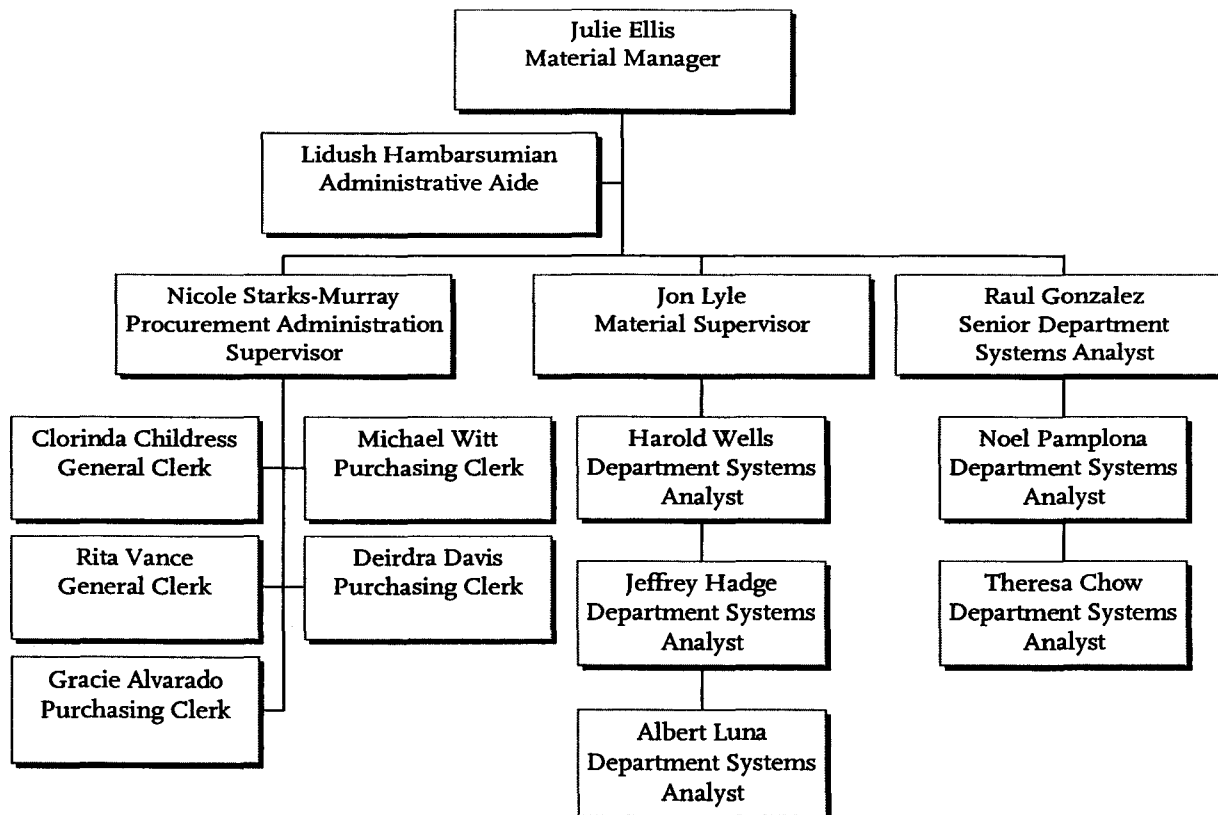 Julie Ellis
Material Manager
Lidush Hambarsumian
Administrative Aide
Nicole Starks-Murray
Procurement Administration
Supervisor
Jon Lyle
Material Supervisor
Raul Gonzalez
Senior Department
Systems Analyst
Clorinda Childress
General Clerk
Michael Witt
Purchasing Clerk
Harold Wells
Department Systems
Analyst
Noel Pamplona
Department Systems
Analyst
Rita Vance
General Clerk
Deirdra Davis
Purchasing Clerk
Jeffrey Hadge
Department Systems
Analyst
Theresa Chow
Department Systems
Analyst
Gracie Alvarado
Purchasing Clerk
Albert Luna
Department Systems
Analyst